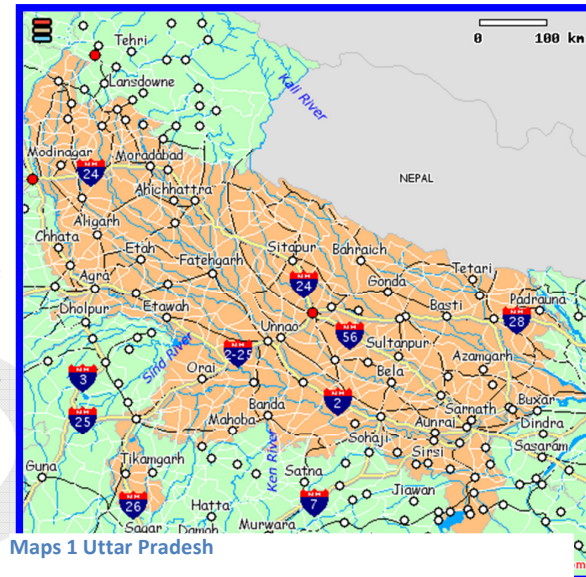 Tehri
0 100 km
Lansdowne
Kali River
Modinagar
Moradabad
NH
24
NEPAL
Ahichhattra
Aligarh
Chhata
Etah
Fatehgarh
Sitapur
Bahraich
Tetari
Agra
NH
24
Gonda
Dholpur
Etawah
Basti
Padrauna
NH
28
Unnao
NH
56
Sultanpur
Sind River
NH
2-25
Azamgarh
NH
3
Orai
Bela
NH
25
NH
2
Banda
Mahoba
Sarnath
Buxar
Aunrai
Dindra
Ken River
Sohaji
Sirsi
Sasaram
Tikamgarh
Guna
Satna
Jiawan
NH
26
Hatta
NH
7
Sagar
Damoh
Murwara
Maps 1 Uttar Pradesh